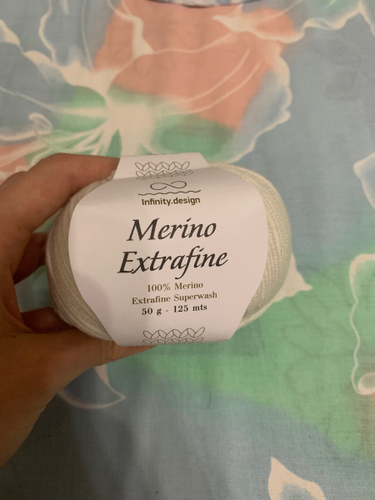 Infinity.design
Merino
Extrafine
100% Merino
Extrafine Superwash
50 g - 125 mts